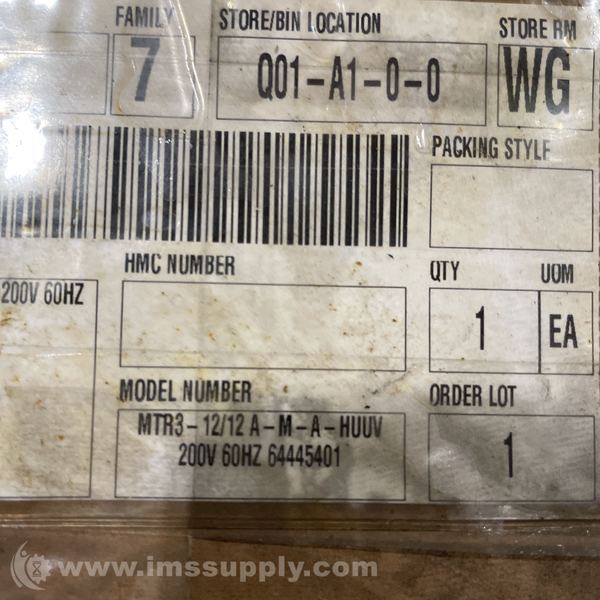 FAMILY STORE/BIN LOCATION STORE RM
7 Q01-A1-0-0 WG
PACKING STYLE
HMC NUMBER QTY UOM
200V 60HZ
1 EA
MODEL NUMBER ORDER LOT
MTR3-12/12 A-M-A-HUUV
200V 60HZ 64445401
1
www.imssupply.com